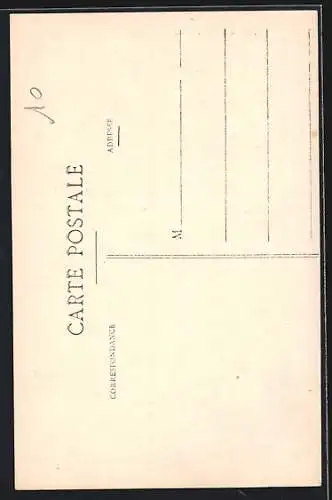 10
CARTE POSTALE
CORRESPONDANCE
ADRESSE
M